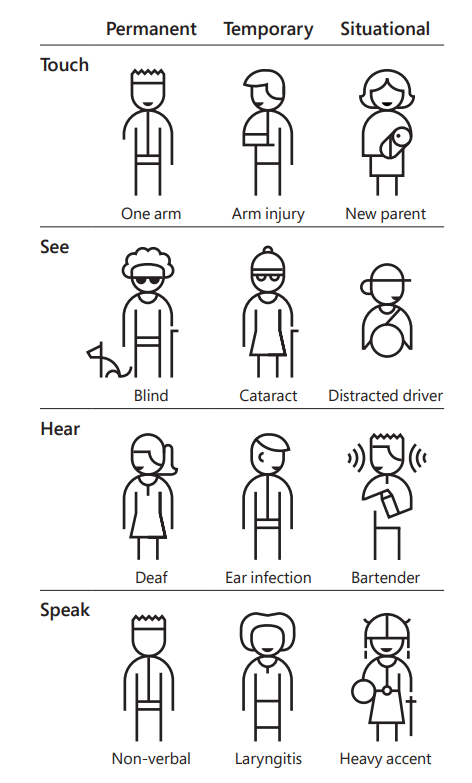 Permanent Temporary Situational
Touch
One arm Arm injury New parent
See
Blind Cataract Distracted driver
Hear
Deaf Ear infection Bartender
Speak
Non-verbal Laryngitis Heavy accent